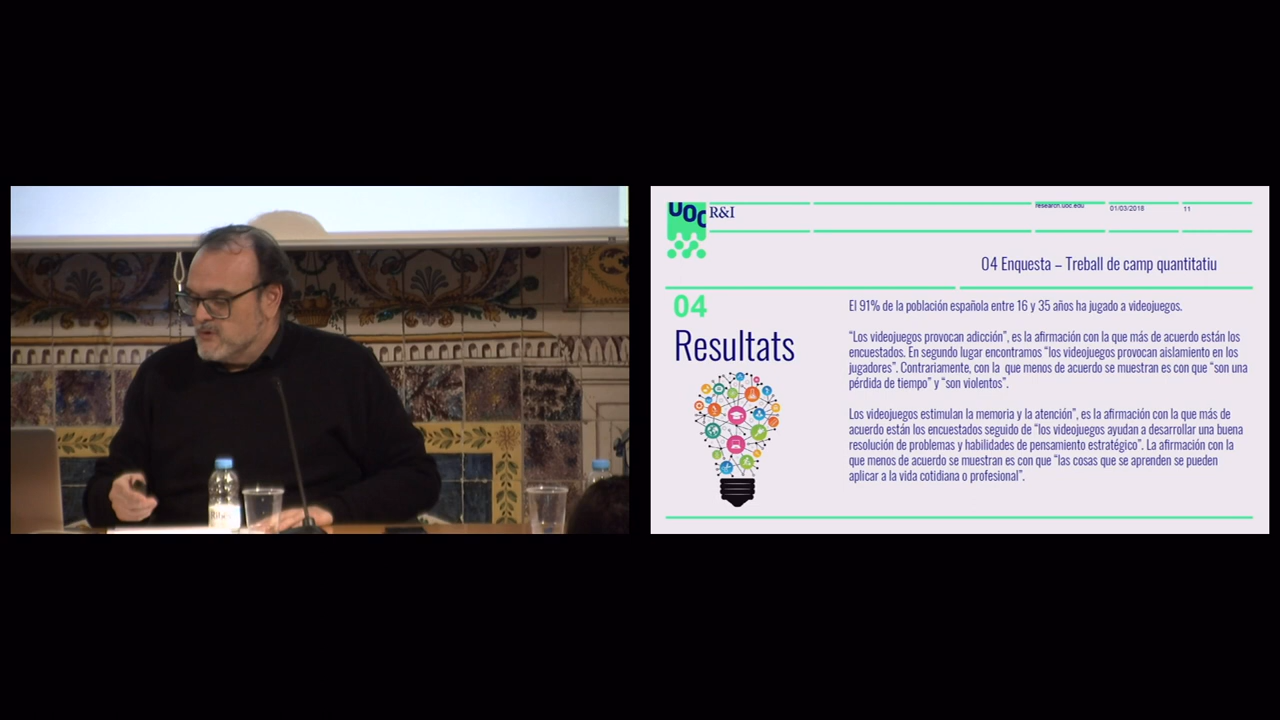 UOC
R&I
research.uoc.edu
01/03/2018
11
04 Enquesta – Treball de camp quantitatiu
04
Resultats
El 91% de la población española entre 16 y 35 años ha jugado a videojuegos.
“Los videojuegos provocan adicción”, es la afirmación con la que más de acuerdo están los
encuestados. En segundo lugar encontramos “los videojuegos provocan aislamiento en los
jugadores”. Contrariamente, con la que menos de acuerdo se muestran es con que “son una
pérdida de tiempo” y “son violentos”.
Los videojuegos estimulan la memoria y la atención”, es la afirmación con la que más de
acuerdo están los encuestados seguido de “los videojuegos ayudan a desarrollar una buena
resolución de problemas y habilidades de pensamiento estratégico”. La afirmación con la
que menos de acuerdo se muestran es con que “las cosas que se aprenden se pueden
aplicar a la vida cotidiana o profesional”.